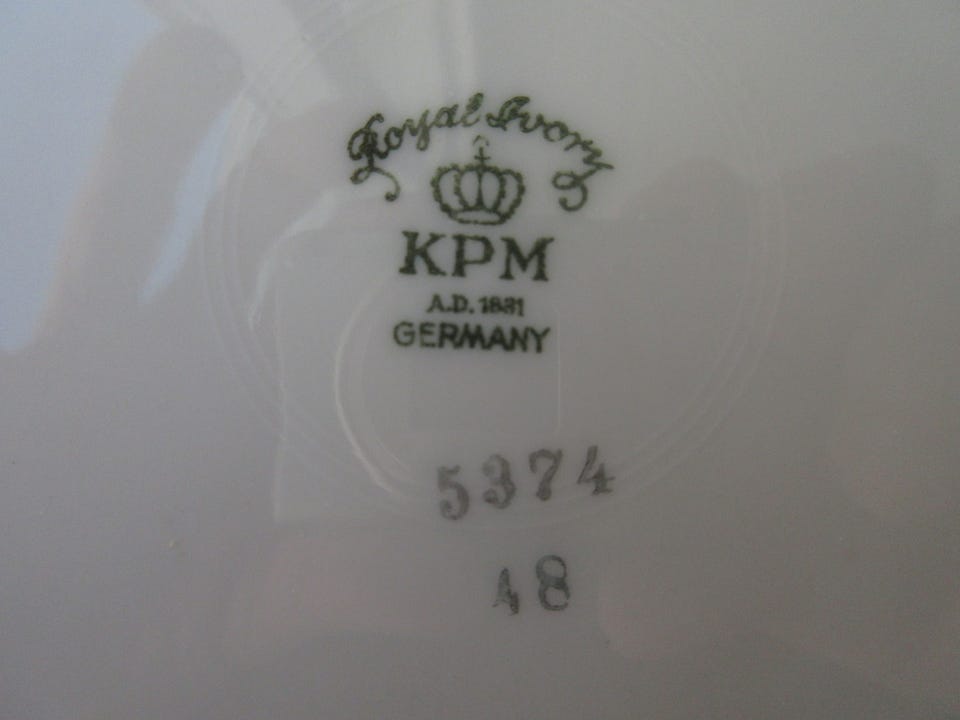 Royal Ivory
KPM
A.D. 1831
GERMANY
5374
48